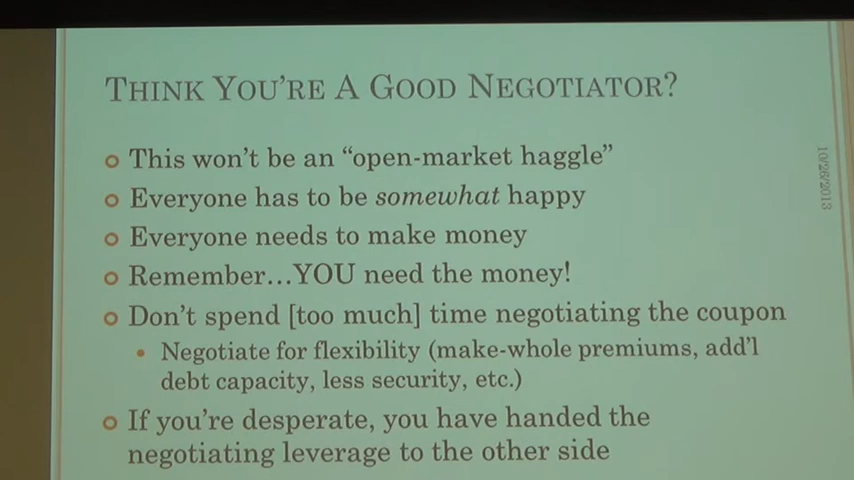 THINK YOU'RE A GOOD NEGOTIATOR?
This won't be an “open-market haggle”
Everyone has to be somewhat happy
Everyone needs to make money
Remember…YOU need the money!
Don't spend [too much] time negotiating the coupon
Negotiate for flexibility (make-whole premiums, add'l
debt capacity, less security, etc.)
If you're desperate, you have handed the
negotiating leverage to the other side
10/26/2013